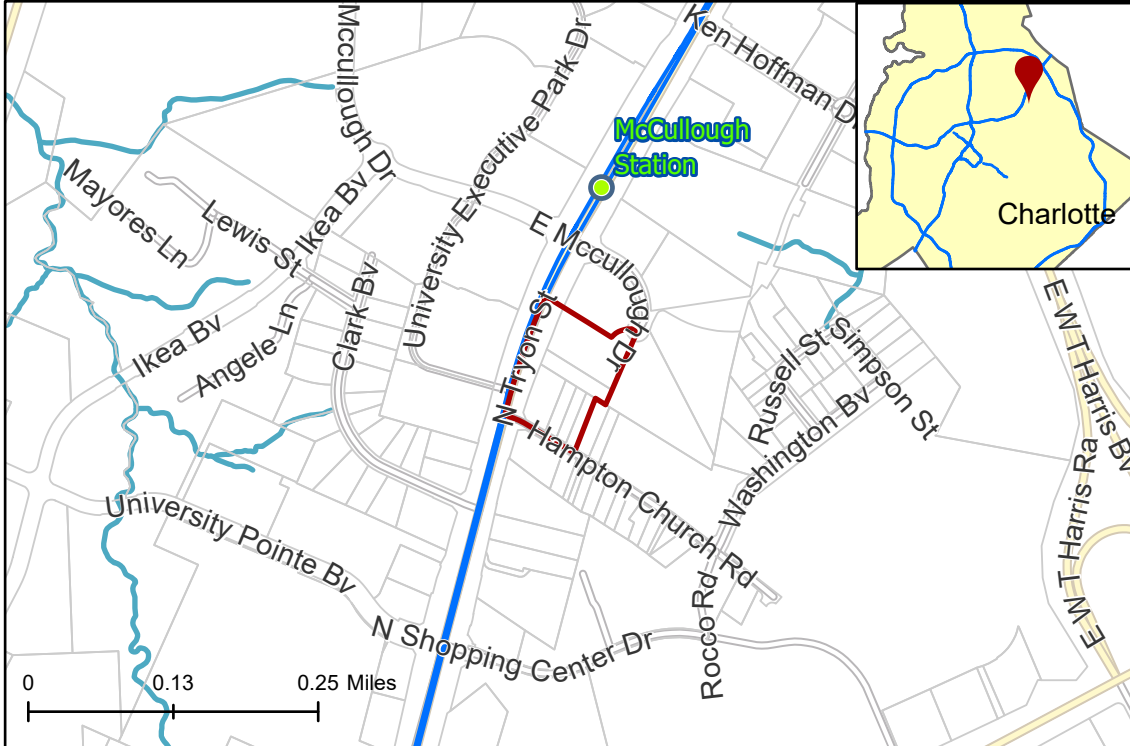 Mccullough Dr
University Executive Park Dr
Ken Hoffman Dr
McCullough
Station
Charlotte
Mayores Ln
Lewis St
Ikea Bv
Dr
E Mccullough Dr
Clark Bv
Angele Ln
Ikea Bv
N Tryon St
Russell St
Simpson St
Washington Bv
Hampton Church Rd
E W T Harris Bv
E W T Harris Ra
University Pointe Bv
N Shopping Center Dr
Rocco Rd
0 0.13 0.25 Miles